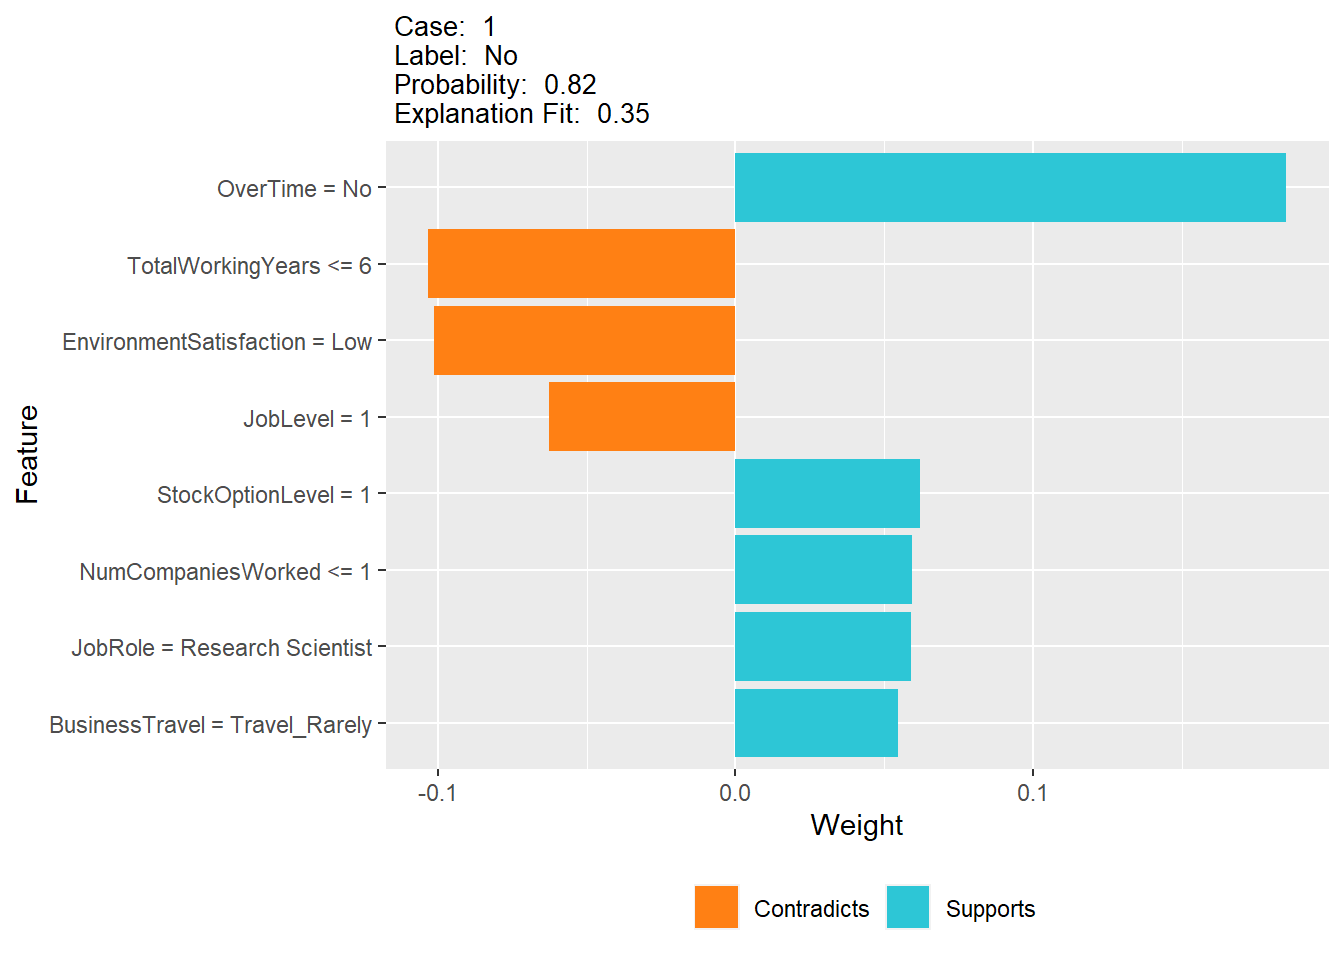 Case:  1
Label:  No
Probability:  0.82
Explanation Fit:  0.35
Feature
OverTime = No
TotalWorkingYears <= 6
EnvironmentSatisfaction = Low
JobLevel = 1
StockOptionLevel = 1
NumCompaniesWorked <= 1
JobRole = Research Scientist
BusinessTravel = Travel_Rarely
-0.1 0.0 0.1
Weight
Contradicts Supports